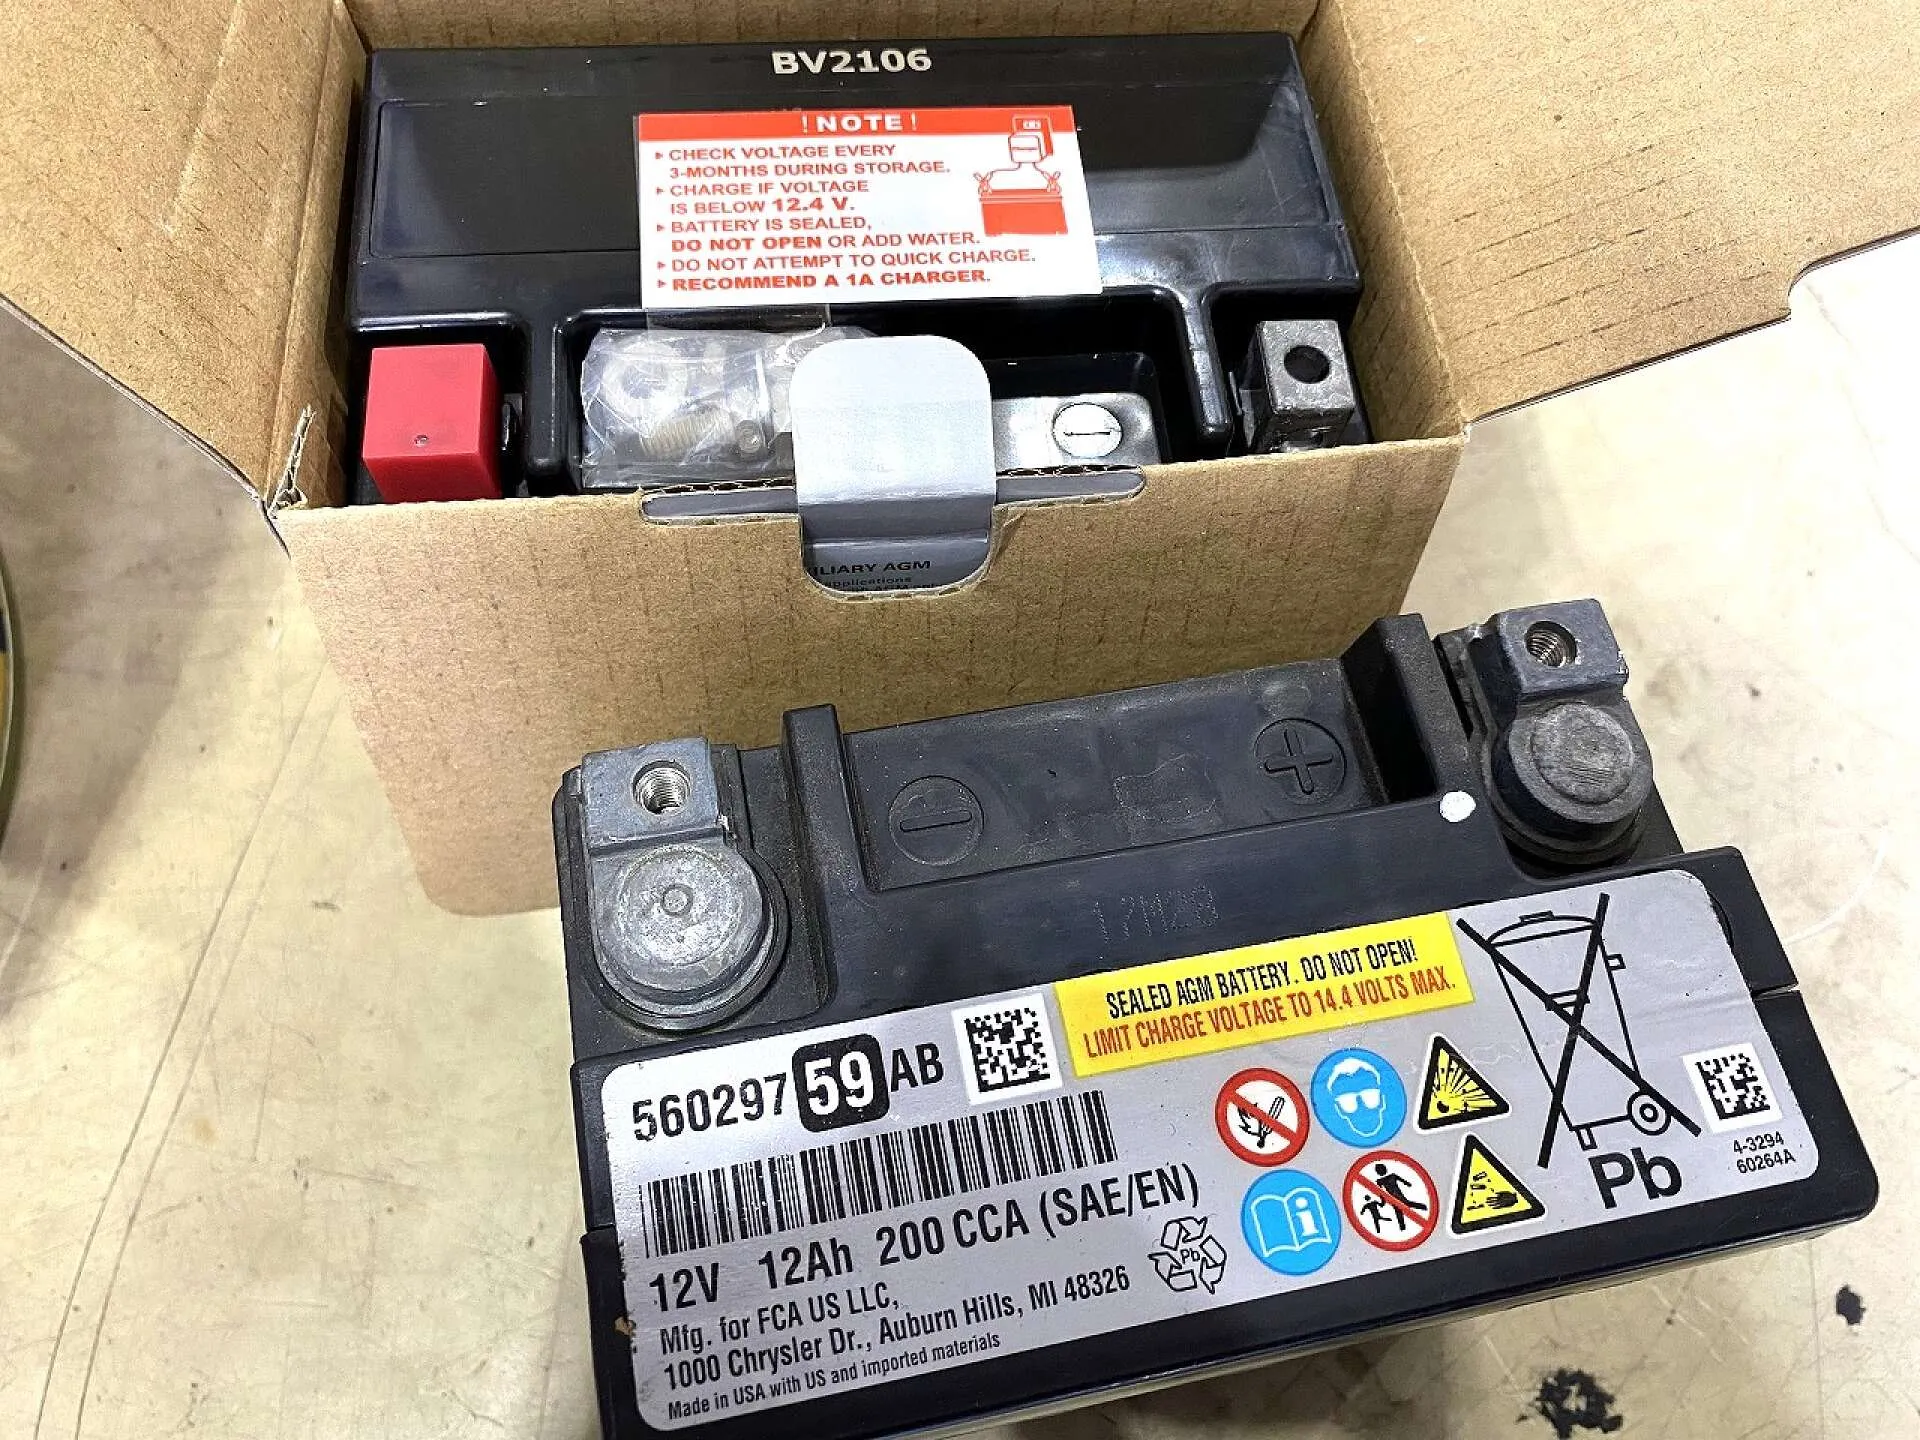 BV2106
! NOTE !
CHECK VOLTAGE EVERY
3-MONTHS DURING STORAGE.
CHARGE IF VOLTAGE
IS BELOW 12.4 V.
BATTERY IS SEALED,
DO NOT OPEN OR ADD WATER.
DO NOT ATTEMPT TO QUICK CHARGE.
RECOMMEND A 1A CHARGER.
ILIARY AGM
applications
17M28
SEALED AGM BATTERY. DO NOT OPEN!
LIMIT CHARGE VOLTAGE TO 14.4 VOLTS MAX.
56029759AB
12V 12Ah 200 CCA (SAE/EN)
Mfg. for FCA US LLC,
1000 Chrysler Dr., Auburn Hills, MI 48326
Made in USA with US and imported materials
Pb
Pb
4-3294
60264A